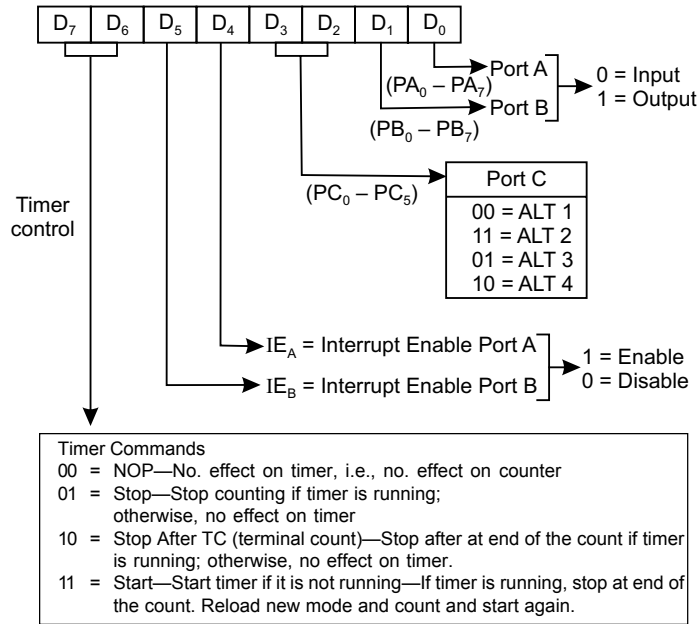 D7 D6 D5 D4 D3 D2 D1 D0
Port A
(PA0 – PA7)
Port B
(PB0 – PB7)
0 = Input
1 = Output
(PC0 – PC5)
Port C
00 = ALT 1
11 = ALT 2
01 = ALT 3
10 = ALT 4
Timer
control
IEA = Interrupt Enable Port A
IEB = Interrupt Enable Port B
1 = Enable
0 = Disable
Timer Commands
00 = NOP—No. effect on timer, i.e., no. effect on counter
01 = Stop—Stop counting if timer is running;
otherwise, no effect on timer
10 = Stop After TC (terminal count)—Stop after at end of the count if timer
is running; otherwise, no effect on timer.
11 = Start—Start timer if it is not running—If timer is running, stop at end of
the count. Reload new mode and count and start again.